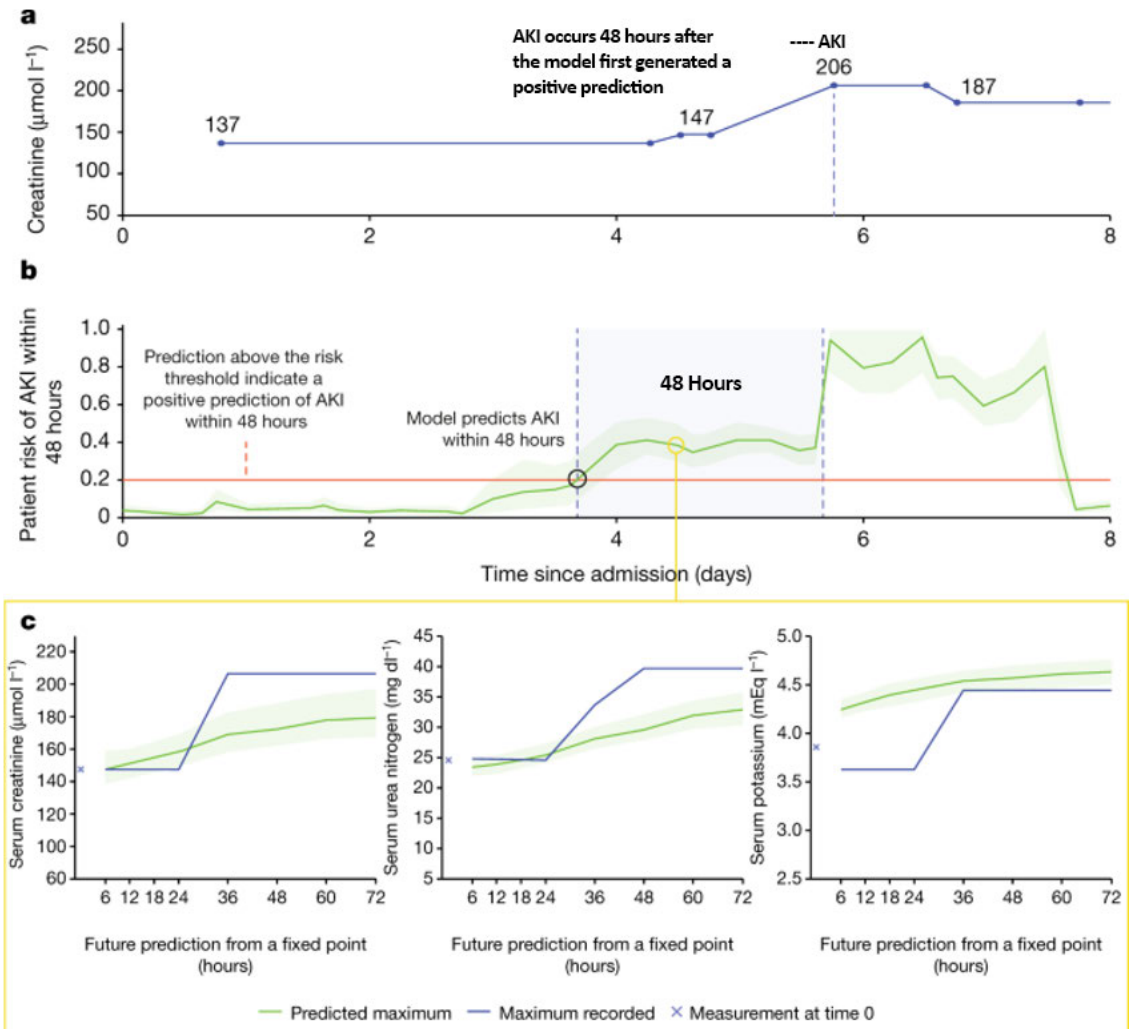 a
Creatinine (μmol l⁻¹)
250
200
150
100
50
AKI occurs 48 hours after
the model first generated a
positive prediction
---- AKI
137
147
206
187
0
2
4
6
8
b
Patient risk of AKI within
48 hours
1.0
0.8
0.6
0.4
0.2
0
Prediction above the risk
threshold indicate a
positive prediction of AKI
within 48 hours
Model predicts AKI
within 48 hours
48 Hours
0
2
4
6
8
Time since admission (days)
c
Serum creatinine (μmol l⁻¹)
220
200
180
160
140
120
100
80
60
6 12 18 24 36 48 60 72
Future prediction from a fixed point
(hours)
Serum urea nitrogen (mg dl⁻¹)
45
40
35
30
25
20
15
10
5
6 12 18 24 36 48 60 72
Future prediction from a fixed point
(hours)
Serum potassium (mEq l⁻¹)
5.0
4.5
4.0
3.5
3.0
2.5
6 12 18 24 36 48 60 72
Future prediction from a fixed point
(hours)
Predicted maximum
Maximum recorded
× Measurement at time 0